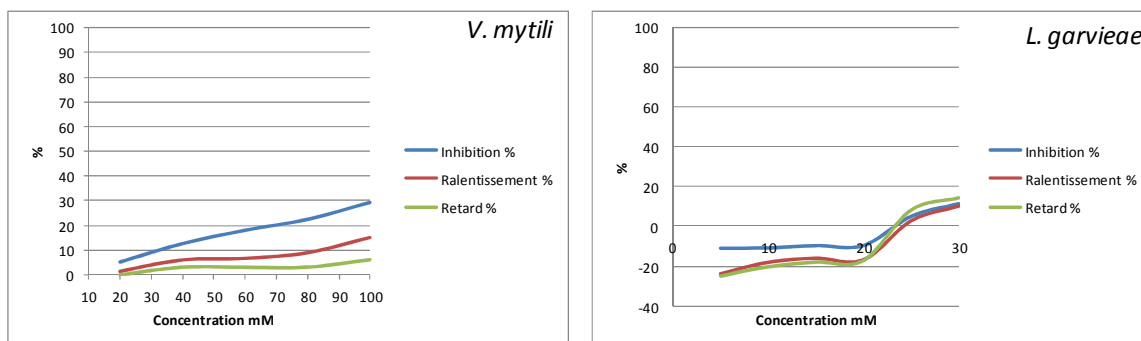 V. mytili
100
90
80
70
60
50
40
30
20
10
0
%
10 20 30 40 50 60 70 80 90 100
Concentration mM
Inhibition %
Ralentissement %
Retard %
L. garvieae
100
80
60
40
20
0
-20
-40
%
0 10 20 30
Concentration mM
Inhibition %
Ralentissement %
Retard %